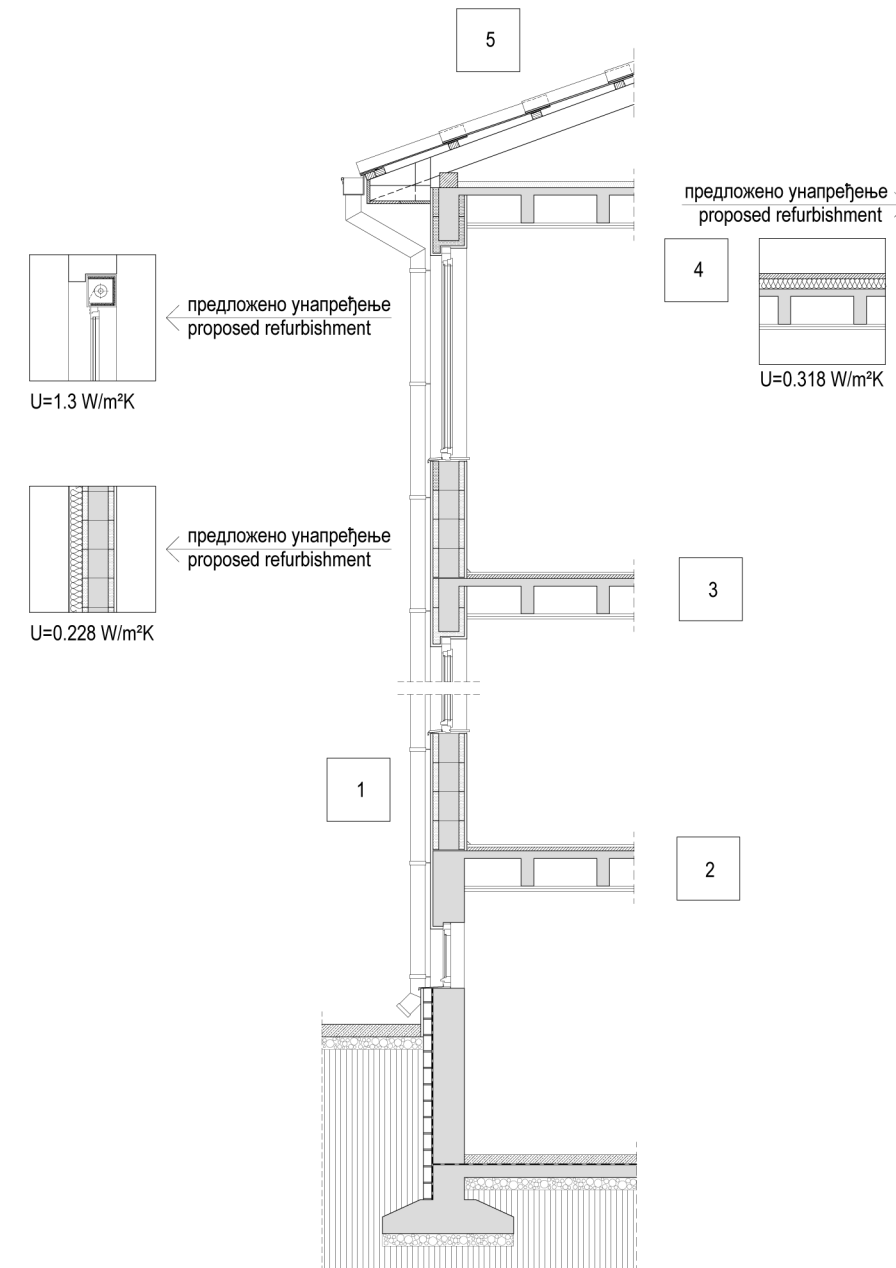 5
предложено унапређење
proposed refurbishment
4
U=0.318 W/m²K
предложено унапређење
proposed refurbishment
U=1.3 W/m²K
предложено унапређење
proposed refurbishment
U=0.228 W/m²K
3
1
2